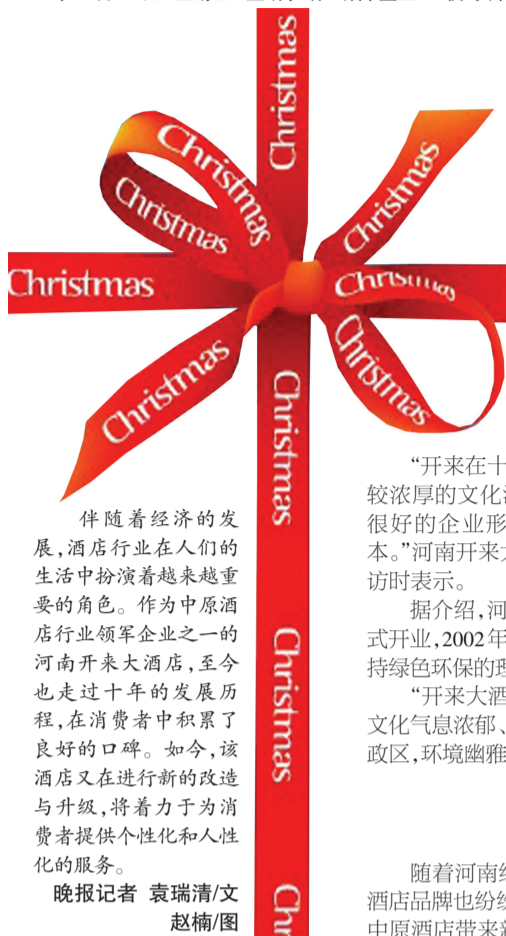 Christmas
Christmas
Christmas
Christmas
Christmas
Christmas
Christmas
Christmas
Christmas
Christmas
Christmas
伴随着经济的发
展,酒店行业在人们的
生活中扮演着越来越重
要的角色。作为中原酒
店行业领军企业之一的
河南开来大酒店,至今
也走过十年的发展历
程,在消费者中积累了
良好的口碑。如今,该
酒店又在进行新的改造
与升级,将着力于为消
费者提供个性化和人性
化的服务。
晚报记者 袁瑞清/文
赵楠/图
“开来在十
较浓厚的文化
很好的企业形
本。”河南开来
访时表示。
据介绍,河
式开业,2002年
持绿色环保的理
“开来大酒
文化气息浓郁、
政区,环境幽雅
随着河南经
酒店品牌也纷纷
中原酒店带来新